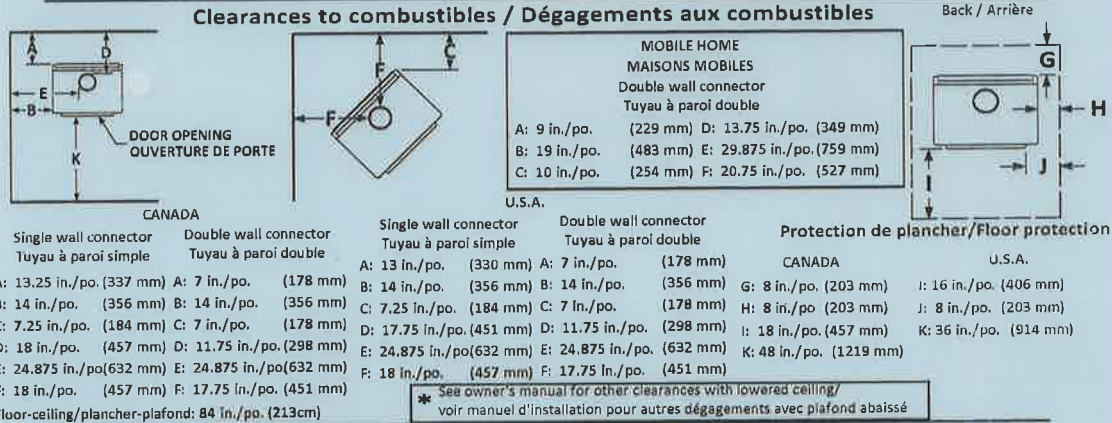 Clearances to combustibles / Dégagements aux combustibles
Back / Arrière
A
D
E
B
K
DOOR OPENING
OUVERTURE DE PORTE
F
C
F
MOBILE HOME
MAISONS MOBILES
Double wall connector
Tuyau à paroi double
A: 9 in./po. (229 mm) D: 13.75 in./po. (349 mm)
B: 19 in./po. (483 mm) E: 29.875 in./po.(759 mm)
C: 10 in./po. (254 mm) F: 20.75 in./po. (527 mm)
G
H
J
I
CANADA
Single wall connector
Tuyau à paroi simple
Double wall connector
Tuyau à paroi double
A: 13.25 in./po.(337 mm) A: 7 in./po. (178 mm)
B: 14 in./po. (356 mm) B: 14 in./po. (356 mm)
C: 7.25 in./po. (184 mm) C: 7 in./po. (178 mm)
D: 18 in./po. (457 mm) D: 11.75 in./po.(298 mm)
E: 24.875 in./po(632 mm) E: 24.875 in./po(632 mm)
F: 18 in./po. (457 mm) F: 17.75 in./po. (451 mm)
Floor-ceiling/plancher-plafond: 84 in./po. (213cm)
U.S.A.
Single wall connector
Tuyau à paroi simple
Double wall connector
Tuyau à paroi double
A: 13 in./po. (330 mm) A: 7 in./po. (178 mm)
B: 14 in./po. (356 mm) B: 14 in./po. (356 mm)
C: 7.25 in./po. (184 mm) C: 7 in./po. (178 mm)
D: 17.75 in./po.(451 mm) D: 11.75 in./po. (298 mm)
E: 24.875 in./po(632 mm) E: 24.875 in./po. (632 mm)
F: 18 in./po. (457 mm) F: 17.75 in./po. (451 mm)
* See owner's manual for other clearances with lowered ceiling/
voir manuel d'installation pour autres dégagements avec plafond abaissé
Protection de plancher/Floor protection
CANADA
G: 8 in./po. (203 mm)
H: 8 in./po (203 mm)
I: 18 in./po.(457 mm)
K: 48 in./po. (1219 mm)
U.S.A.
I: 16 in./po. (406 mm)
J: 8 in./po. (203 mm)
K: 36 in./po. (914 mm)